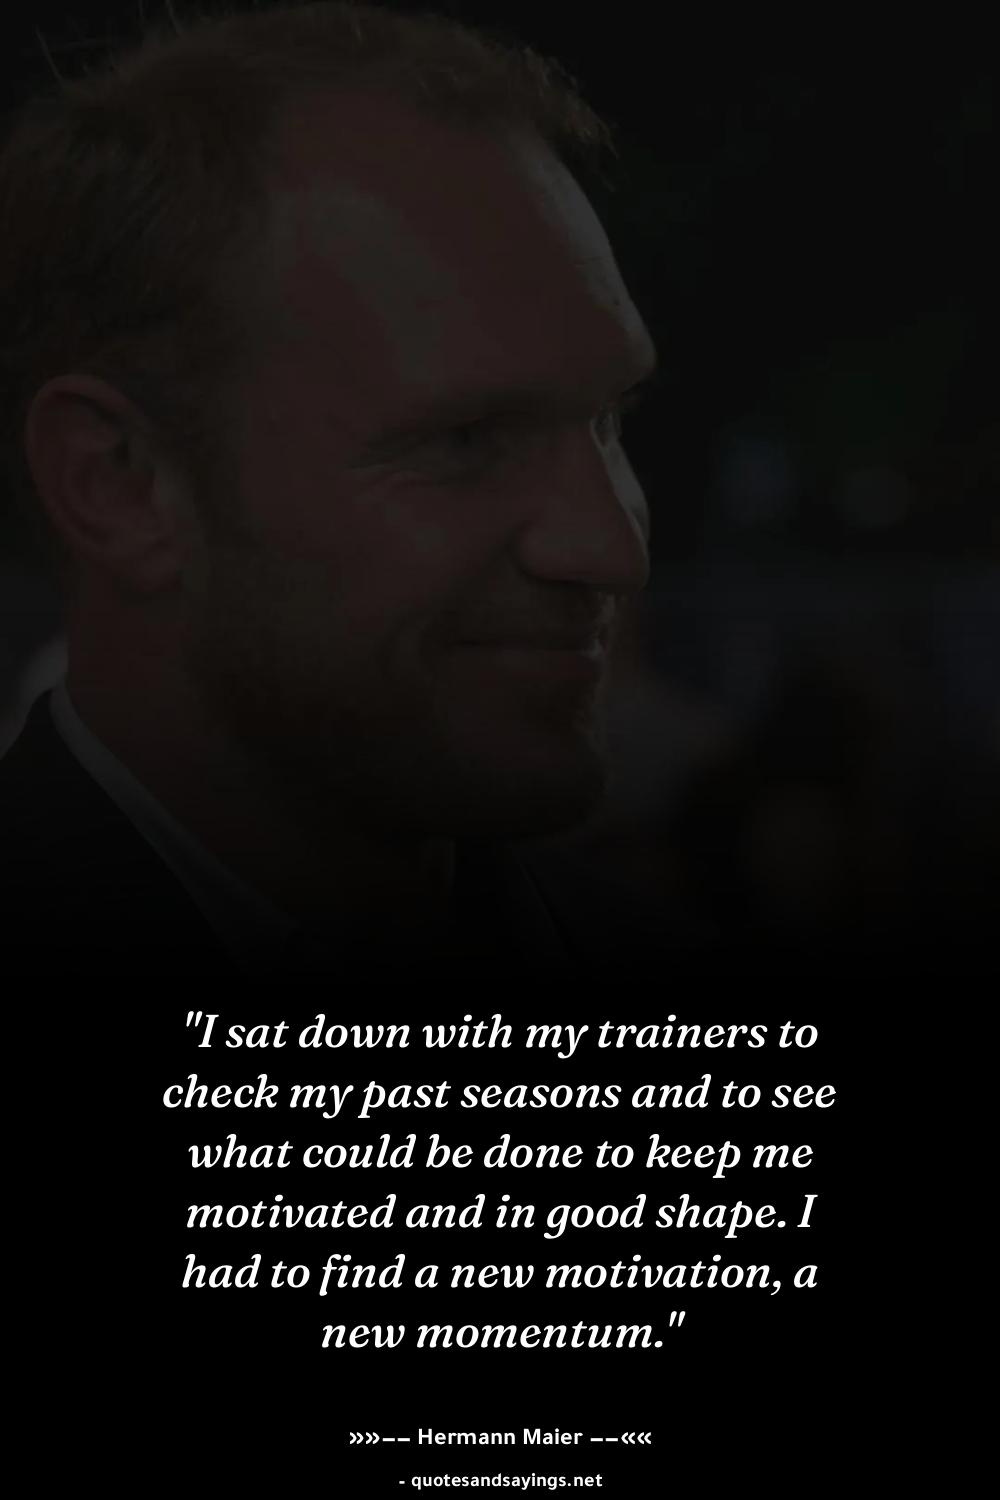 "I sat down with my trainers to
check my past seasons and to see
what could be done to keep me
motivated and in good shape. I
had to find a new motivation, a
new momentum."
»»–– Hermann Maier ––««
- quotesandsayings.net